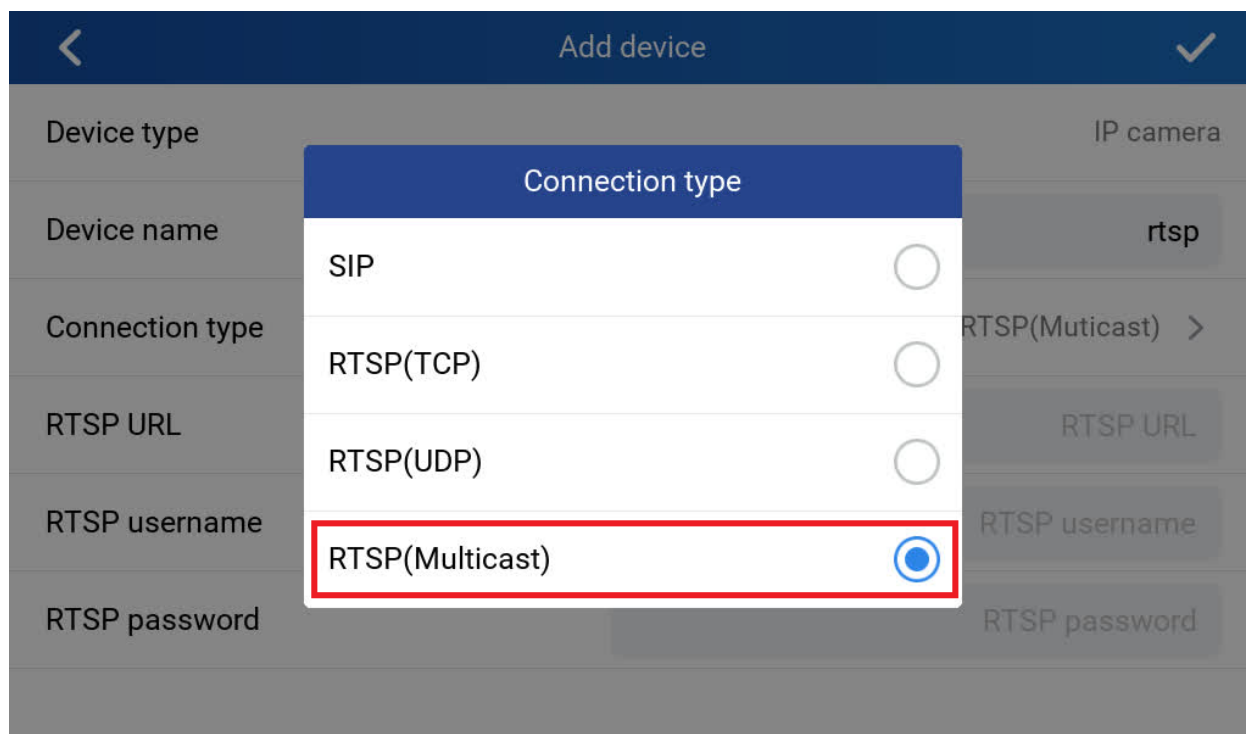 Add device
Device type IP camera
Connection type
Device name rtsp
SIP
Connection type RTSP(Muticast)
RTSP(TCP)
RTSP URL RTSP URL
RTSP(UDP)
RTSP username RTSP username
RTSP(Multicast)
RTSP password RTSP password